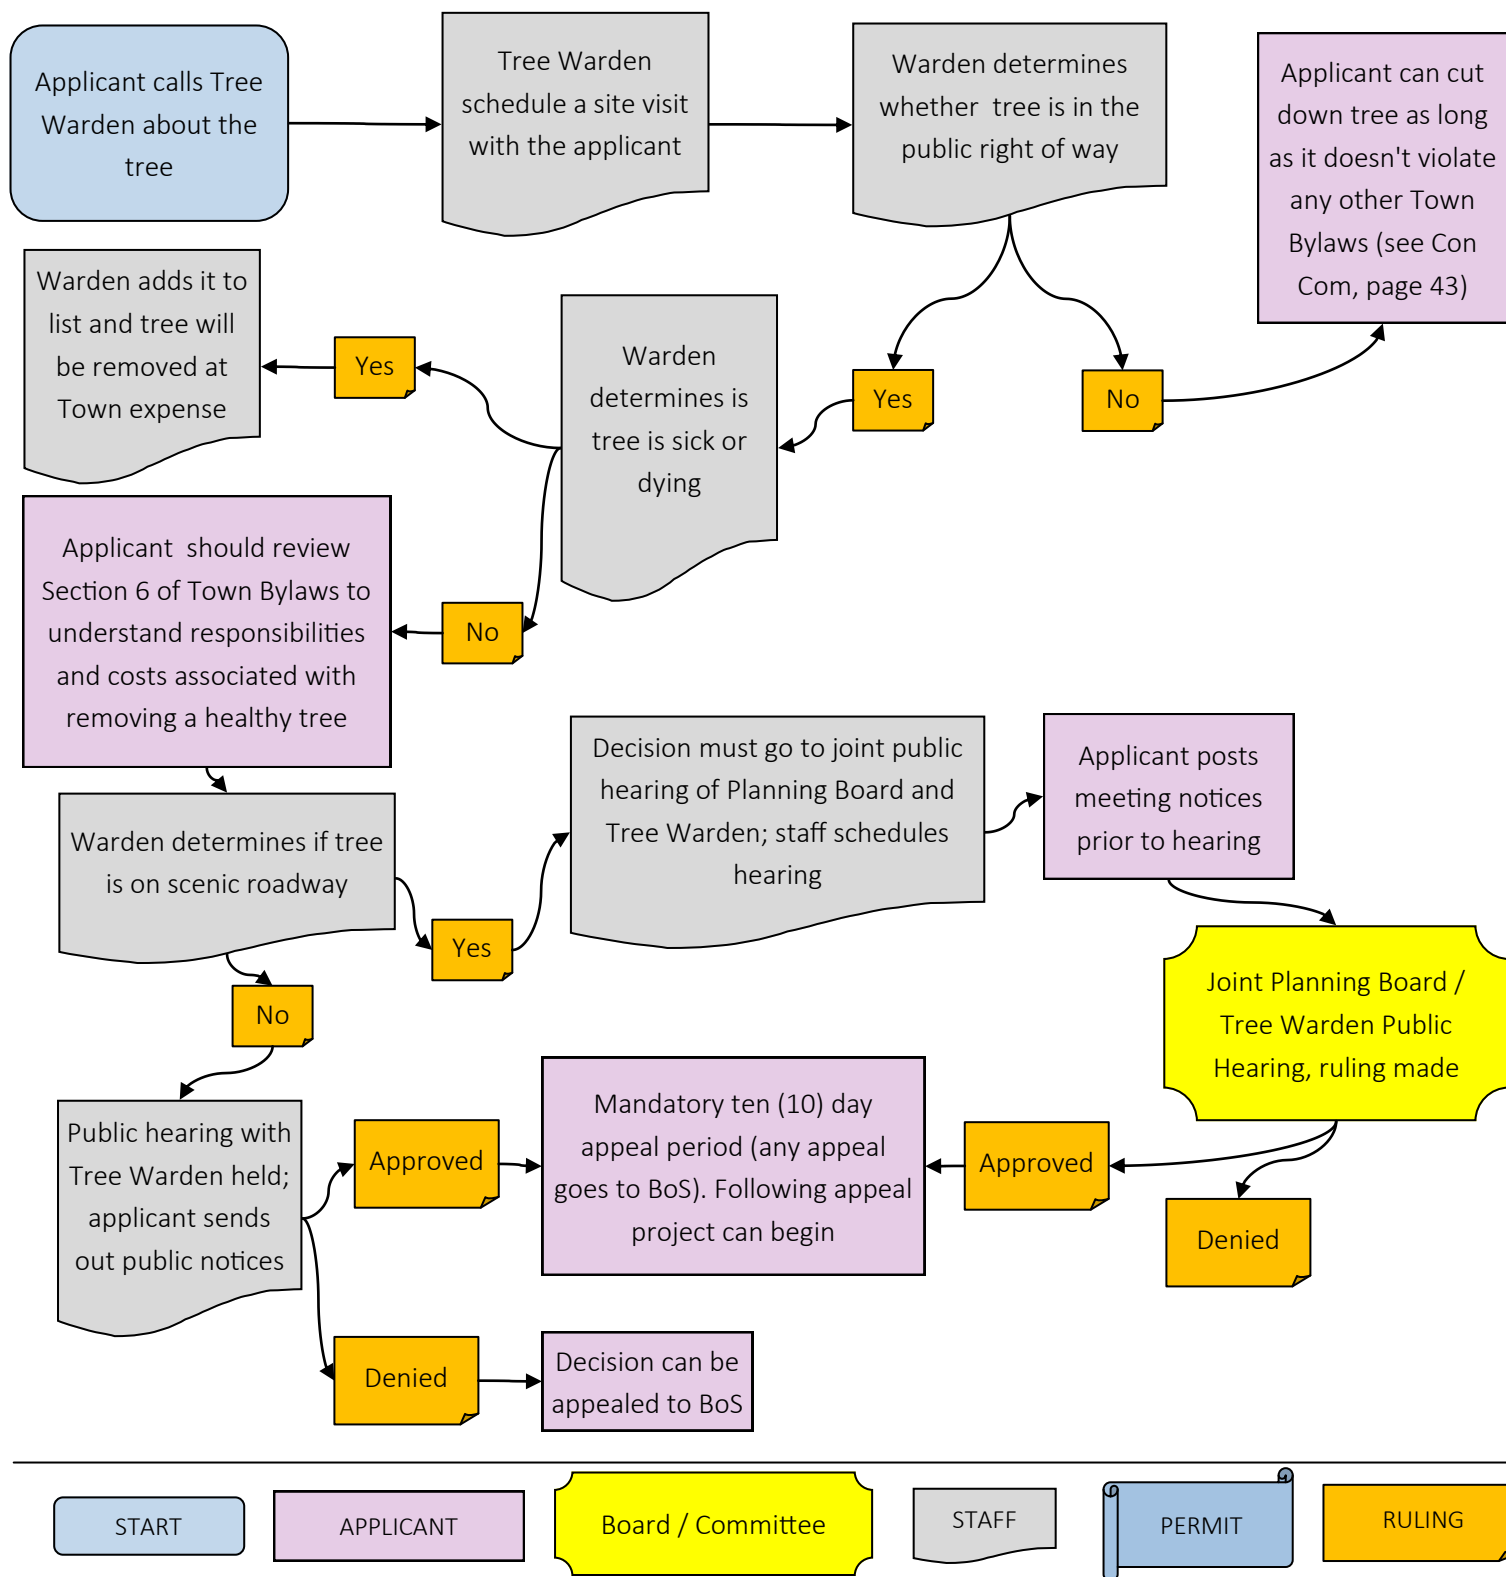 Applicant calls Tree
Warden about the
tree
Tree Warden
schedule a site visit
with the applicant
Warden determines
whether tree is in the
public right of way
Applicant can cut
down tree as long
as it doesn't violate
any other Town
Bylaws (see Con
Com, page 43)
Warden adds it to
list and tree will
be removed at
Town expense
Yes
Warden
determines is
tree is sick or
dying
Yes
No
Applicant should review
Section 6 of Town Bylaws to
understand responsibilities
and costs associated with
removing a healthy tree
No
Warden determines if tree
is on scenic roadway
Yes
Decision must go to joint public
hearing of Planning Board and
Tree Warden; staff schedules
hearing
Applicant posts
meeting notices
prior to hearing
No
Joint Planning Board /
Tree Warden Public
Hearing, ruling made
Public hearing with
Tree Warden held;
applicant sends
out public notices
Approved
Mandatory ten (10) day
appeal period (any appeal
goes to BoS). Following appeal
project can begin
Approved
Denied
Denied
Decision can be
appealed to BoS
START
APPLICANT
Board / Committee
STAFF
PERMIT
RULING